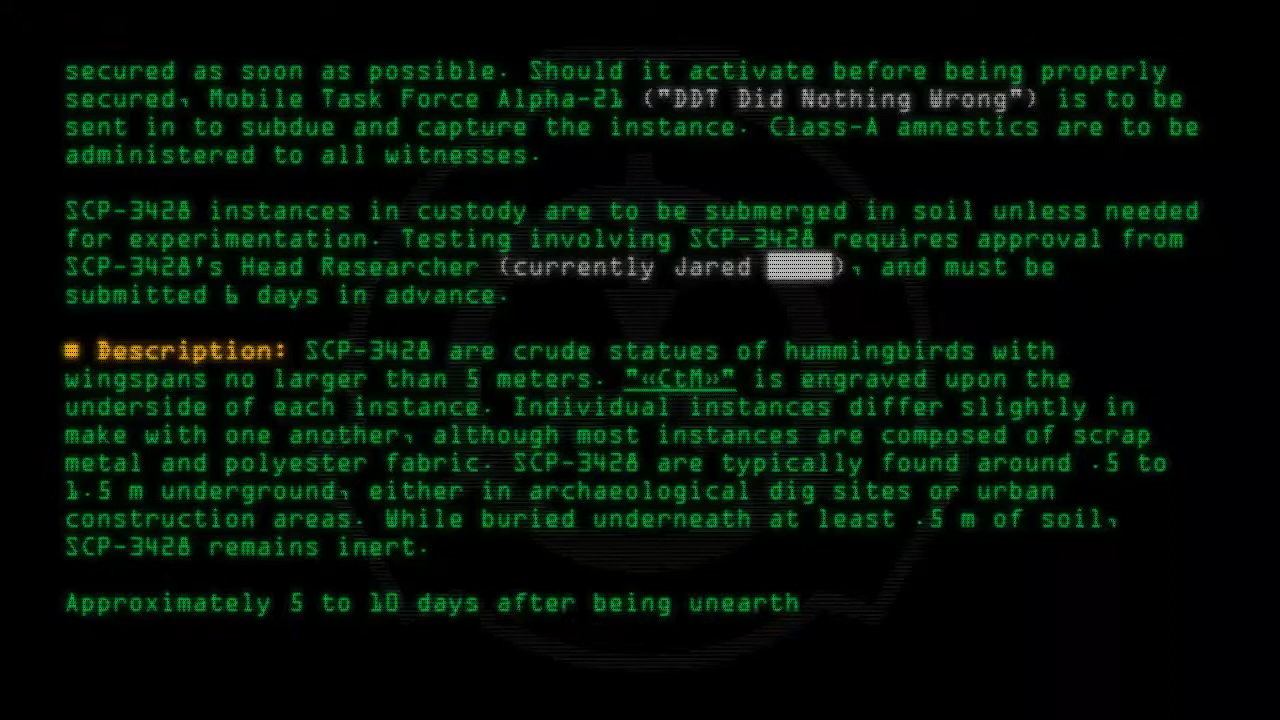 secured as soon as possible. Should it activate before being properly
secured, Mobile Task Force Alpha-21 ("DDT Did Nothing Wrong") is to be
sent in to subdue and capture the instance. Class-A amnestics are to be
administered to all witnesses.
SCP-3428 instances in custody are to be submerged in soil unless needed
for experimentation. Testing involving SCP-3428 requires approval from
SCP-3428's Head Researcher (currently Jared ████), and must be
submitted 6 days in advance.
■ Description: SCP-3428 are crude statues of hummingbirds with
wingspans no larger than 5 meters. "‹‹CtM››" is engraved upon the
underside of each instance. Individual instances differ slightly in
make with one another, although most instances are composed of scrap
metal and polyester fabric. SCP-3428 are typically found around .5 to
1.5 m underground, either in archaeological dig sites or urban
construction areas. While buried underneath at least .5 m of soil,
SCP-3428 remains inert.
Approximately 5 to 10 days after being unearth